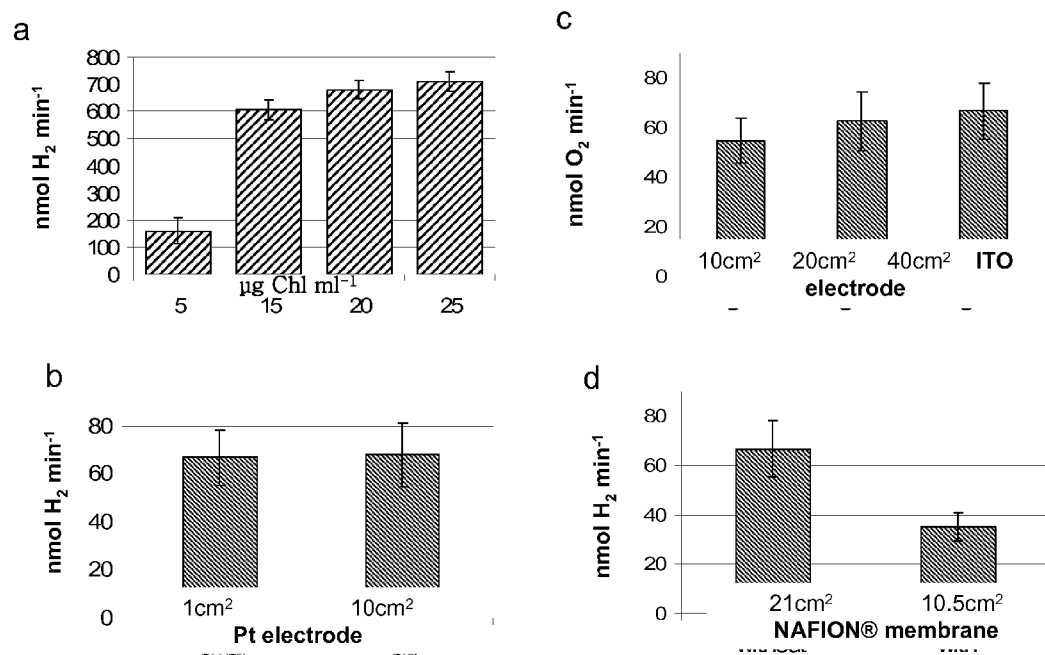 a
nmol H₂ min⁻¹
800
700
600
500
400
300
200
100
0
µg Chl ml⁻¹
5 15 20 25
c
nmol O₂ min⁻¹
80
60
40
20
0
10cm² 20cm² 40cm² ITO
electrode
b
nmol H₂ min⁻¹
80
60
40
20
0
1cm² 10cm²
Pt electrode
d
nmol H₂ min⁻¹
80
60
40
20
0
21cm² 10.5cm²
NAFION® membrane